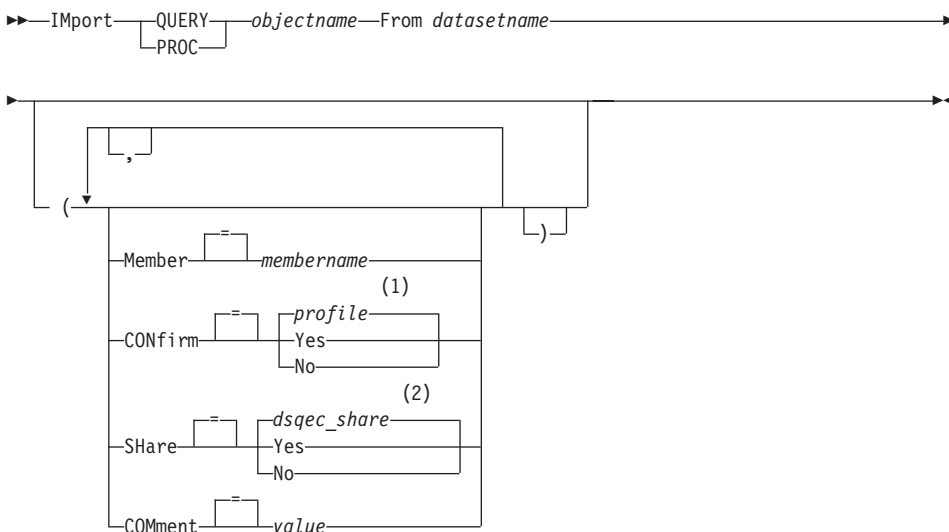 ►►—IMport—QUERY—objectname—From datasetname—►
PROC
►—►◄
,
(
)
=
Member membername
(1)
= profile
CONfirm Yes
No
(2)
= dsqec_share
SHare Yes
No
=
COMment value